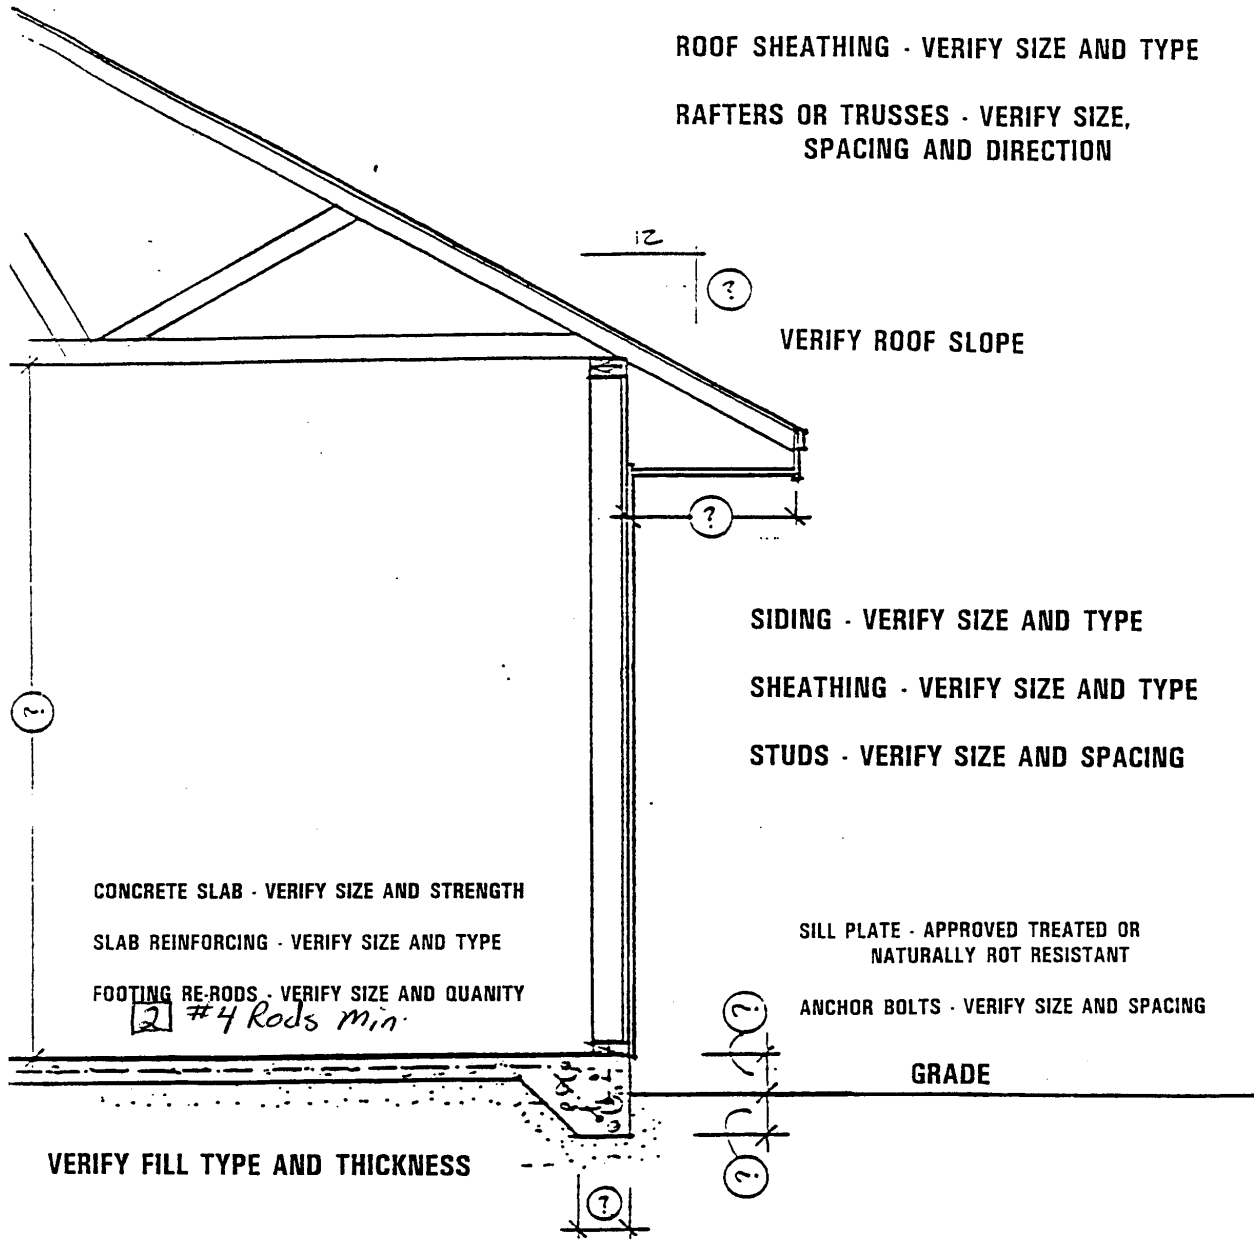 ROOF SHEATHING - VERIFY SIZE AND TYPE
RAFTERS OR TRUSSES - VERIFY SIZE,
SPACING AND DIRECTION
12
?
VERIFY ROOF SLOPE
?
SIDING - VERIFY SIZE AND TYPE
SHEATHING - VERIFY SIZE AND TYPE
STUDS - VERIFY SIZE AND SPACING
?
CONCRETE SLAB - VERIFY SIZE AND STRENGTH
SLAB REINFORCING - VERIFY SIZE AND TYPE
FOOTING RE-RODS - VERIFY SIZE AND QUANITY
2 #4 Rods Min.
SILL PLATE - APPROVED TREATED OR
NATURALLY ROT RESISTANT
ANCHOR BOLTS - VERIFY SIZE AND SPACING
?
GRADE
VERIFY FILL TYPE AND THICKNESS
?
?